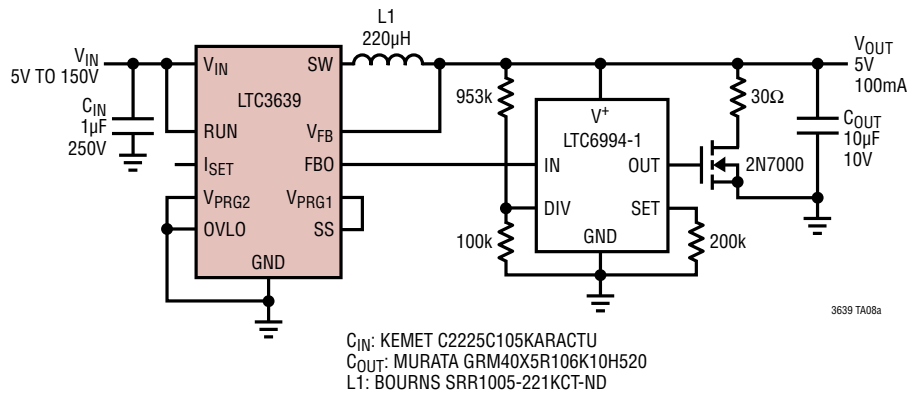 L1
220µH
VIN
5V TO 150V
VIN
SW
VOUT
5V
100mA
953k
30Ω
V+
CIN
1µF
250V
LTC3639
LTC6994-1
COUT
10µF
10V
RUN
VFB
ISET
FBO
IN
OUT
2N7000
VPRG2
VPRG1
DIV
SET
OVLO
SS
GND
100k
GND
200k
3639 TA08a
CIN: KEMET C2225C105KARACTU
COUT: MURATA GRM40X5R106K10H520
L1: BOURNS SRR1005-221KCT-ND